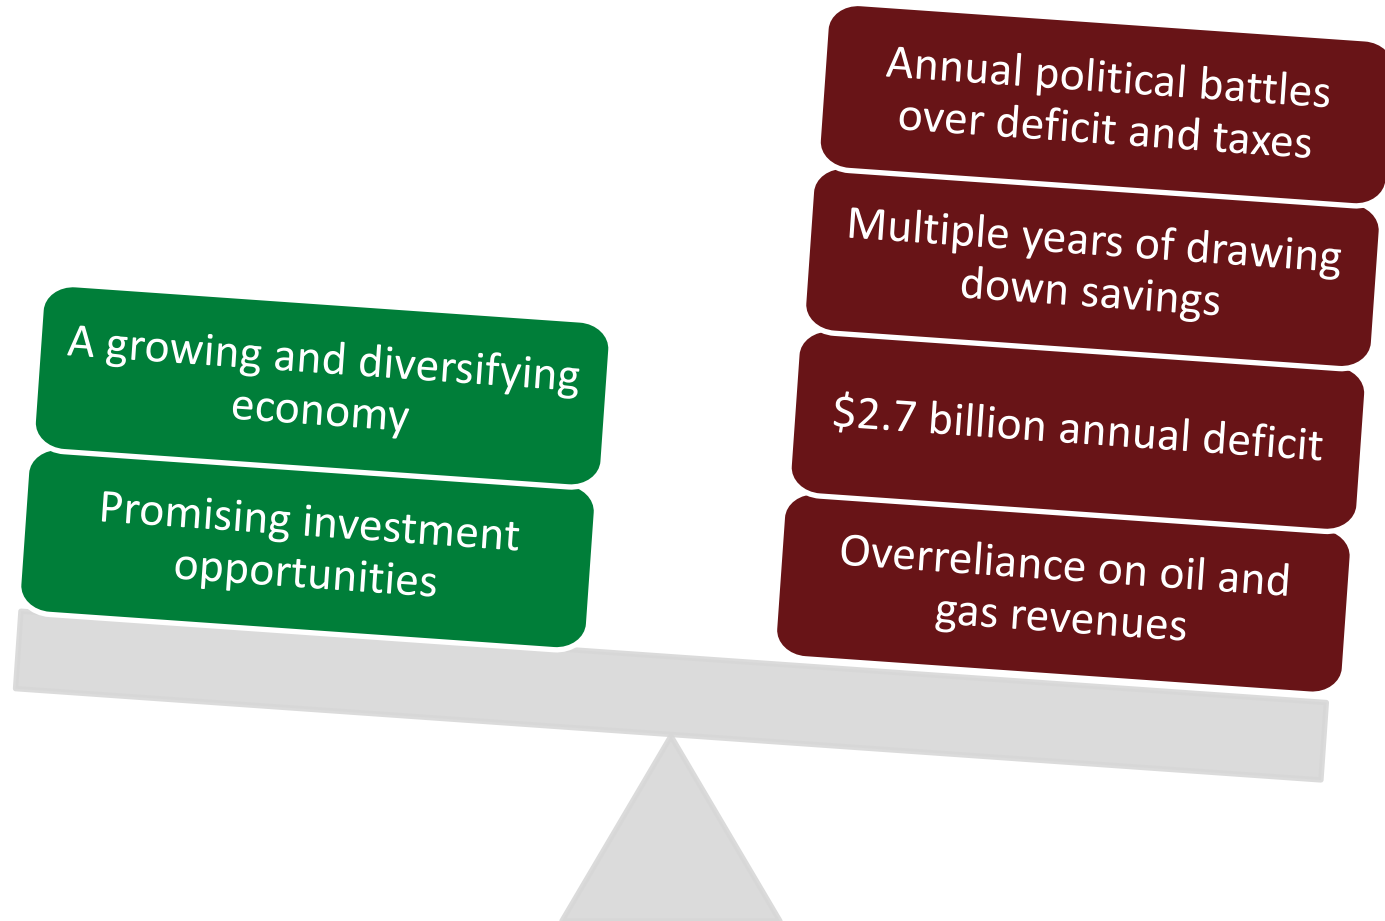 A growing and diversifying
economy
Promising investment
opportunities
Annual political battles
over deficit and taxes
Multiple years of drawing
down savings
$2.7 billion annual deficit
Overreliance on oil and
gas revenues